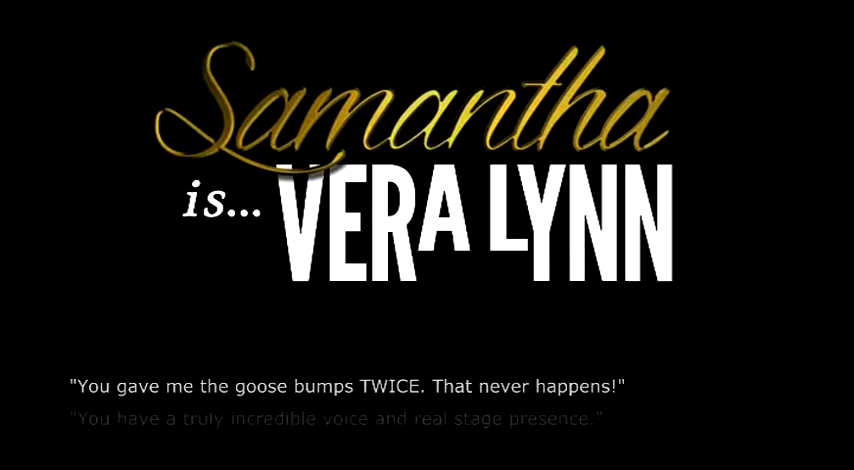 Samantha
is... VERA LYNN
"You gave me the goose bumps TWICE. That never happens!"
"You have a truly incredible voice and real stage presence."